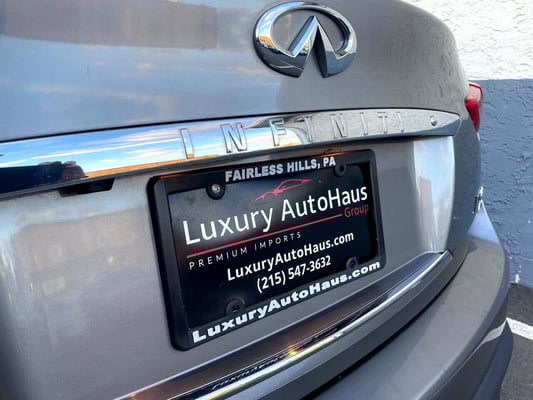 INFINITI
FAIRLESS HILLS, PA
LUXURY AUTOHAUS
Group
PREMIUM IMPORTS
LUXURYAUTOHAUS.COM
(215) 547-3632
LUXURYAUTOHAUS.COM